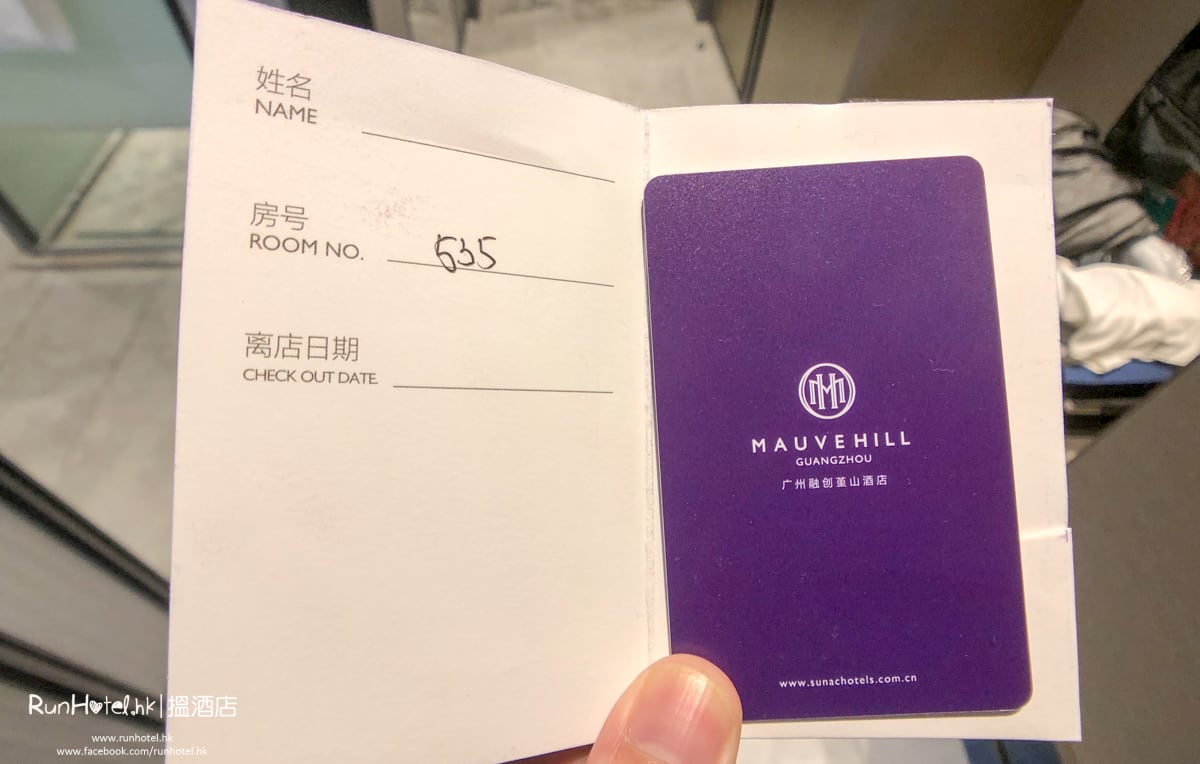 姓名
NAME
房号
ROOM NO. 535
离店日期
CHECK OUT DATE
MAUVE HILL
GUANGZHOU
广州融创堇山酒店
www.sunachotels.com.cn
RunHotel.hk|搵酒店
www.runhotel.hk
www.facebook.com/runhotel.hk